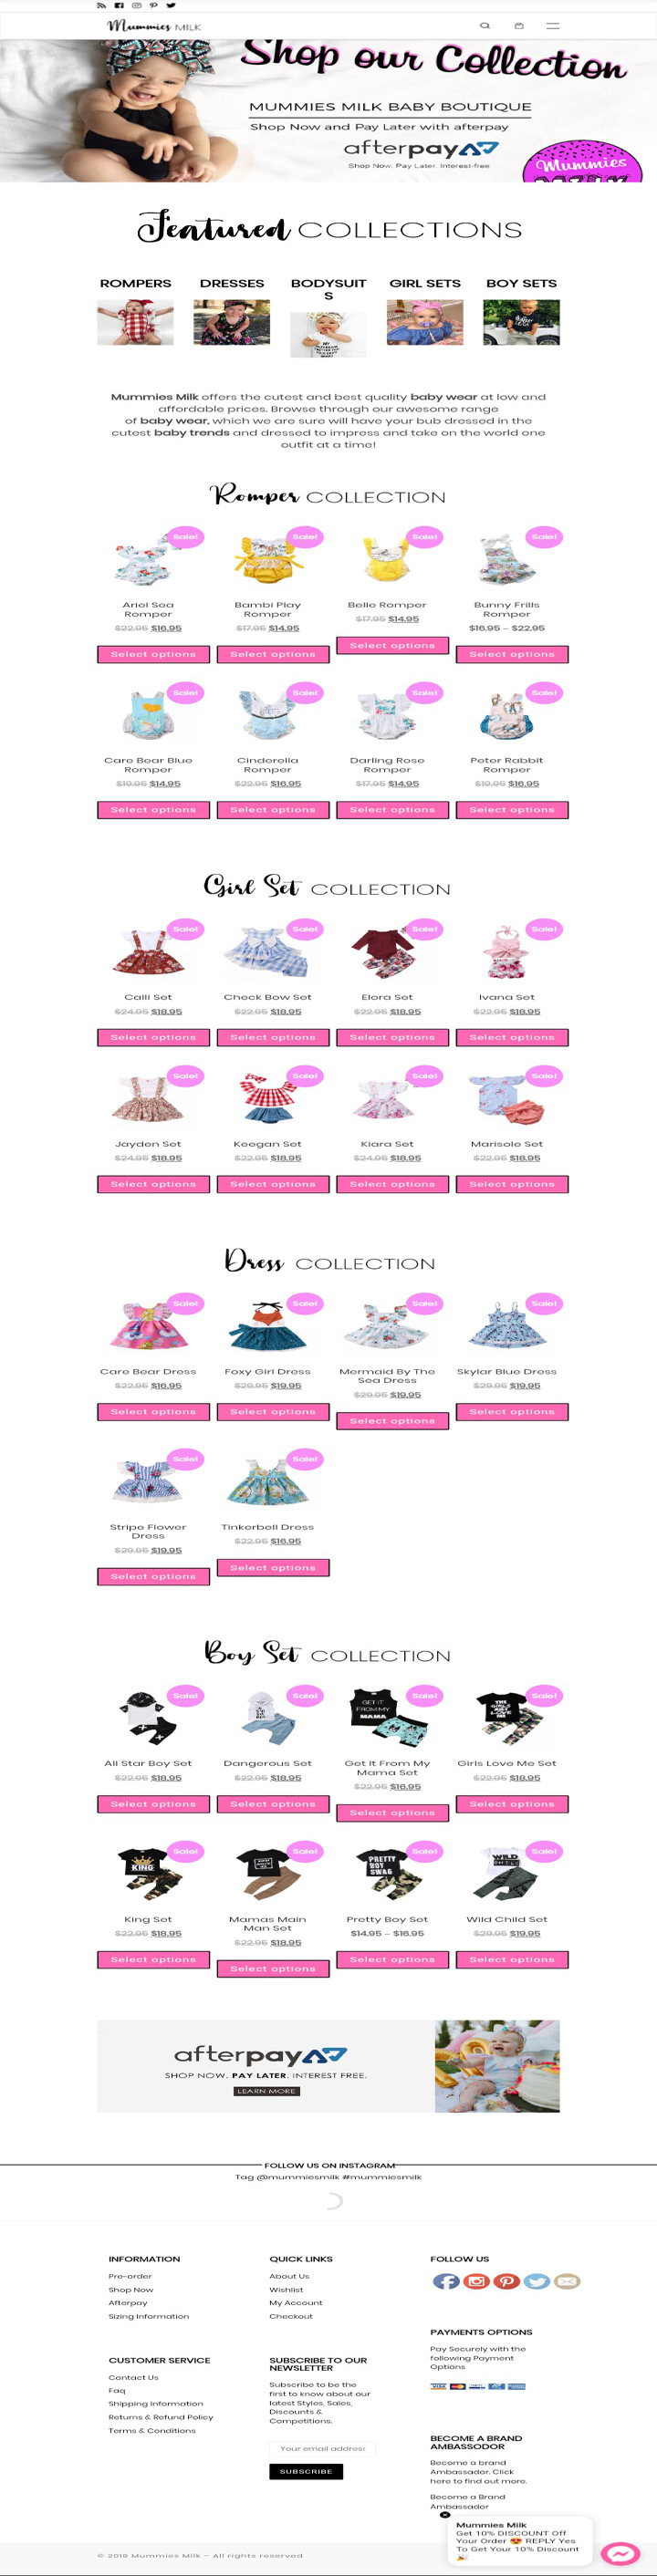 Mummies MILK
Shop our Collection
MUMMIES MILK BABY BOUTIQUE
Shop Now and Pay Later with afterpay
afterpay
Shop Now. Pay Later. Interest-free
Mummies
Featured COLLECTIONS
ROMPERS DRESSES BODYSUIT GIRL SETS BOY SETS
S
Mummies Milk offers the cutest and best quality baby wear at low and
affordable prices. Browse through our awesome range
of baby wear, which we are sure will have your bub dressed in the
cutest baby trends and dressed to impress and take on the world one
outfit at a time!
Romper COLLECTION
Sale! Sale! Sale! Sale!
Ariel Sea Bambi Play Belle Romper Bunny Frills
Romper Romper $17.95 $14.95 Romper
$22.95 $16.95 $17.95 $14.95 $16.95 – $22.95
Select options Select options Select options Select options
Sale! Sale! Sale! Sale!
Care Bear Blue Cinderella Darling Rose Peter Rabbit
Romper Romper Romper Romper
$19.95 $14.95 $22.95 $16.95 $17.95 $14.95 $19.95 $16.95
Select options Select options Select options Select options
Girl Set COLLECTION
Sale! Sale! Sale! Sale!
Calli Set Check Bow Set Elora Set Ivana Set
$24.95 $18.95 $22.95 $18.95 $22.95 $18.95 $22.95 $18.95
Select options Select options Select options Select options
Sale! Sale! Sale! Sale!
Jayden Set Keegan Set Kiara Set Marisole Set
$24.95 $18.95 $22.95 $18.95 $24.95 $18.95 $22.95 $18.95
Select options Select options Select options Select options
Dress COLLECTION
Sale! Sale! Sale! Sale!
Care Bear Dress Foxy Girl Dress Mermaid By The Skylar Blue Dress
$22.95 $16.95 $29.95 $19.95 Sea Dress $29.95 $19.95
$29.95 $19.95
Select options Select options Select options Select options
Sale! Sale!
Stripe Flower Tinkerbell Dress
Dress $22.95 $16.95
$29.95 $19.95
Select options Select options
Boy Set COLLECTION
Sale! Sale! Sale! Sale!
GET IT
FROM MY
MAMA
THE
GIRLS
LOVE
ME
All Star Boy Set Dangerous Set Get It From My Girls Love Me Set
$22.95 $18.95 $22.95 $18.95 Mama Set $22.95 $18.95
$22.95 $16.95
Select options Select options Select options Select options
Sale! Sale! Sale! Sale!
KING
PRETTY
BOY
SWAG
WILD
King Set Mamas Main Pretty Boy Set Wild Child Set
$22.95 $18.95 Man Set $14.95 – $16.95 $29.95 $19.95
$22.95 $18.95
Select options Select options Select options Select options
afterpay
SHOP NOW. PAY LATER. INTEREST FREE.
LEARN MORE
FOLLOW US ON INSTAGRAM
Tag @mummiesmilk #mummiesmilk
INFORMATION
Pre-order
Shop Now
Afterpay
Sizing Information
QUICK LINKS
About Us
Wishlist
My Account
Checkout
FOLLOW US
CUSTOMER SERVICE
Contact Us
Faq
Shipping Information
Returns & Refund Policy
Terms & Conditions
SUBSCRIBE TO OUR
NEWSLETTER
Subscribe to be the
first to know about our
latest Styles, Sales,
Discounts &
Competitions.
Your email address
SUBSCRIBE
PAYMENTS OPTIONS
Pay Securely with the
following Payment
Options
BECOME A BRAND
AMBASSODOR
Become a brand
Ambassador. Click
here to find out more.
Become a Brand
Ambassador
Mummies Milk
Get 10% DISCOUNT Off
Your Order 😍 REPLY Yes
To Get Your 10% Discount
🎉
© 2019 Mummies Milk – All rights reserved